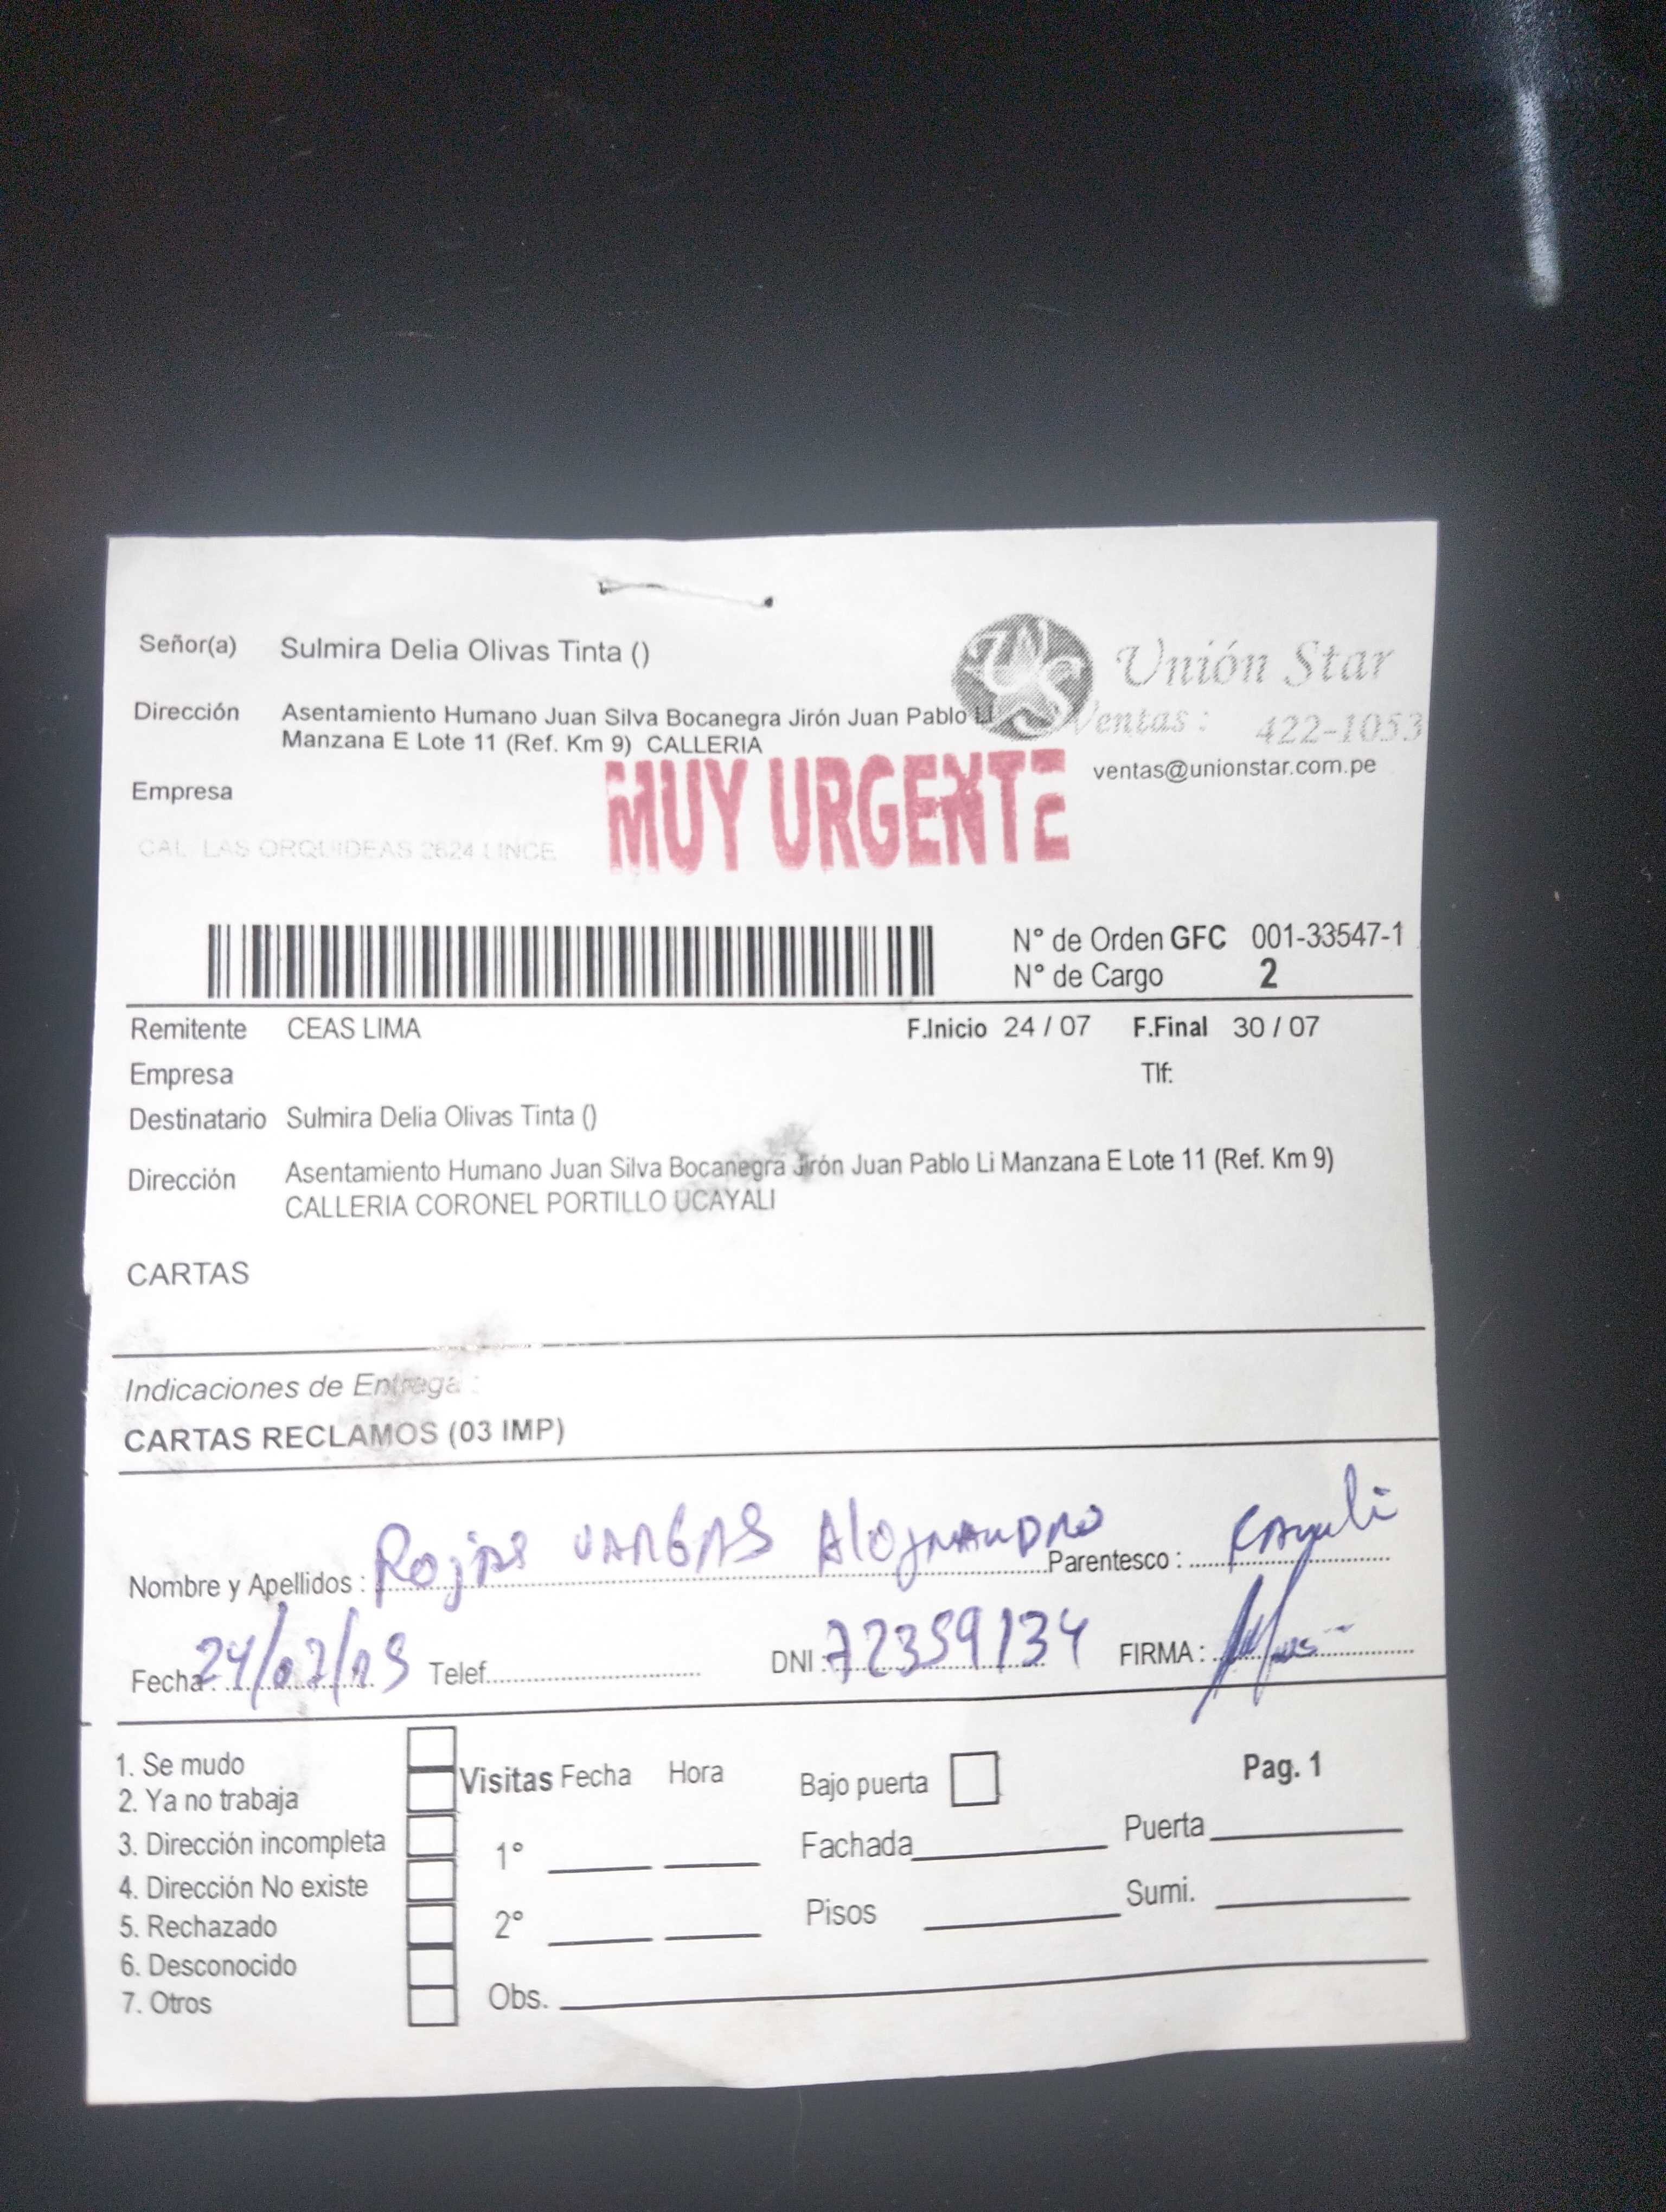 Señor(a) Sulmira Delia Olivas Tinta ()
Unión Star
Dirección Asentamiento Humano Juan Silva Bocanegra Jirón Juan Pablo Li
Manzana E Lote 11 (Ref. Km 9) CALLERIA
Ventas: 422-1053
ventas@unionstar.com.pe
Empresa
MUY URGENTE
CAL LAS ORQUIDEAS 2624 LINCE
N° de Orden GFC 001-33547-1
N° de Cargo 2
Remitente CEAS LIMA F.Inicio 24 / 07 F.Final 30 / 07
Empresa Tlf:
Destinatario Sulmira Delia Olivas Tinta ()
Dirección Asentamiento Humano Juan Silva Bocanegra Jirón Juan Pablo Li Manzana E Lote 11 (Ref. Km 9)
CALLERIA CORONEL PORTILLO UCAYALI
CARTAS
Indicaciones de Entrega :
CARTAS RECLAMOS (03 IMP)
Nombre y Apellidos : Rojas VARGAS Alejandro Parentesco :
Fecha : 24/07/19 Telef. DNI : 72359134 FIRMA :
1. Se mudo
2. Ya no trabaja
3. Dirección incompleta
4. Dirección No existe
5. Rechazado
6. Desconocido
7. Otros
Visitas Fecha Hora
1°
2°
Obs.
Bajo puerta
Fachada
Pisos
Pag. 1
Puerta
Sumi.